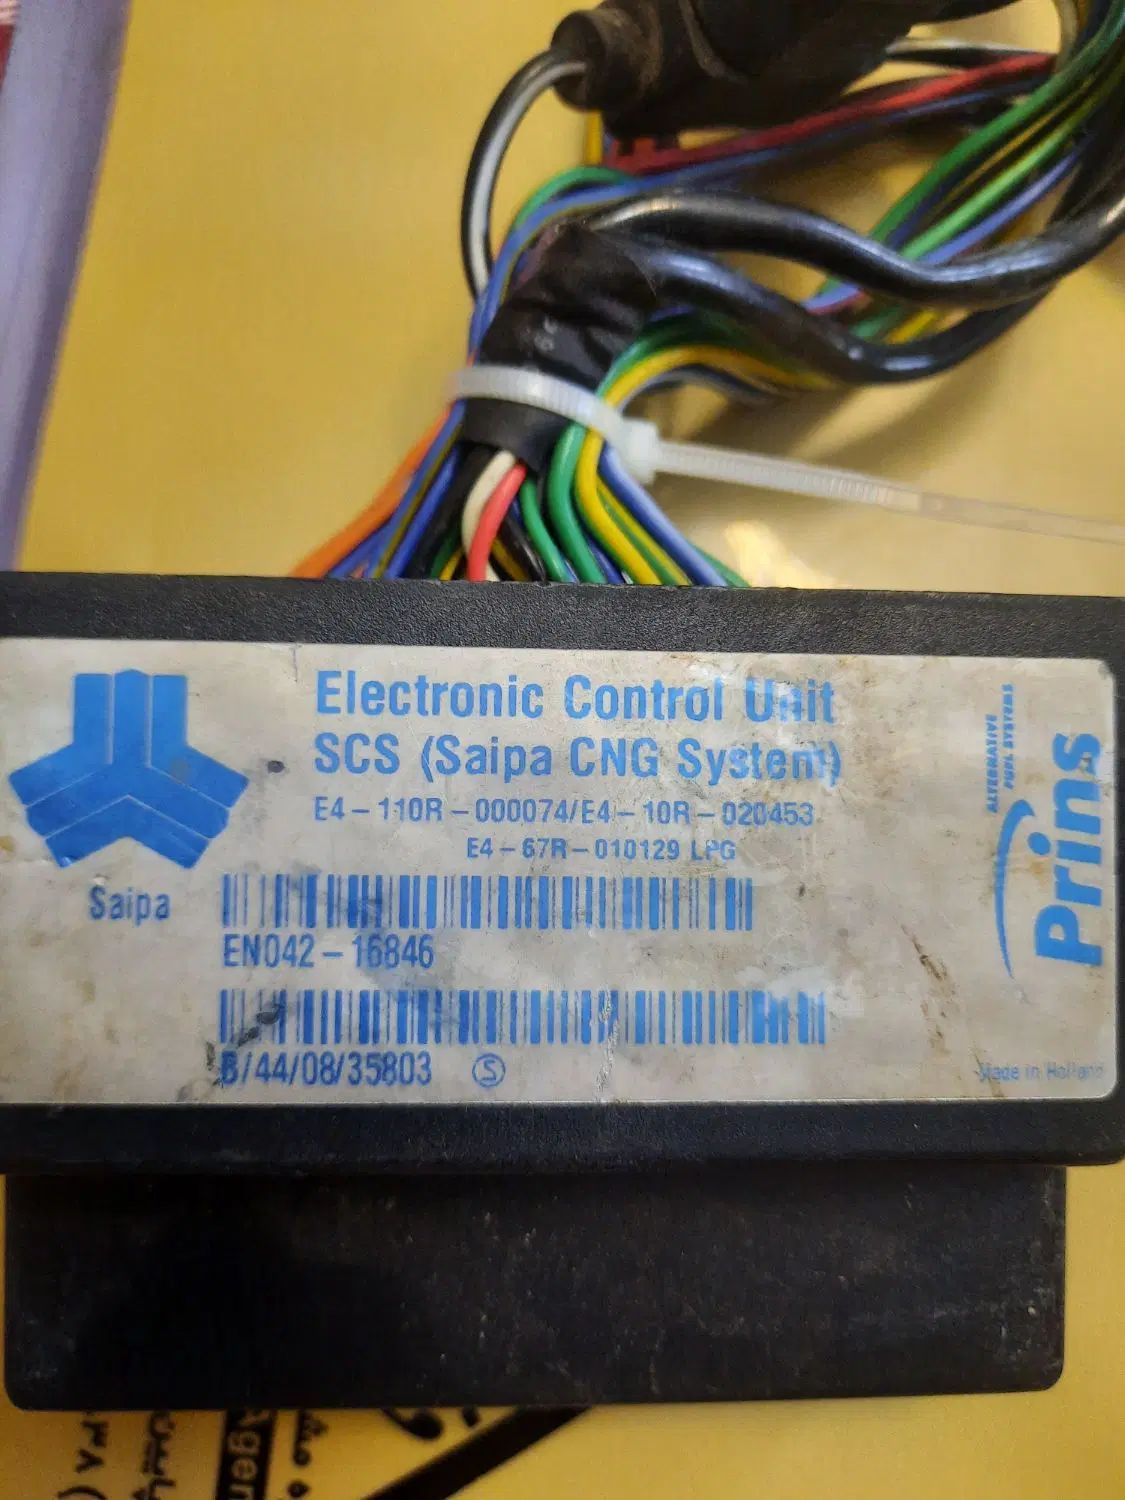 Electronic Control Unit
SCS (Saipa CNG System)
E4-110R-000074/E4-10R-020453
E4-67R-010129 LPG
Saipa
EN042-16846
B/44/08/35803 Ⓢ
ALTERNATIVE
FUEL SYSTEMS
Prins
Made in Holland
Agen